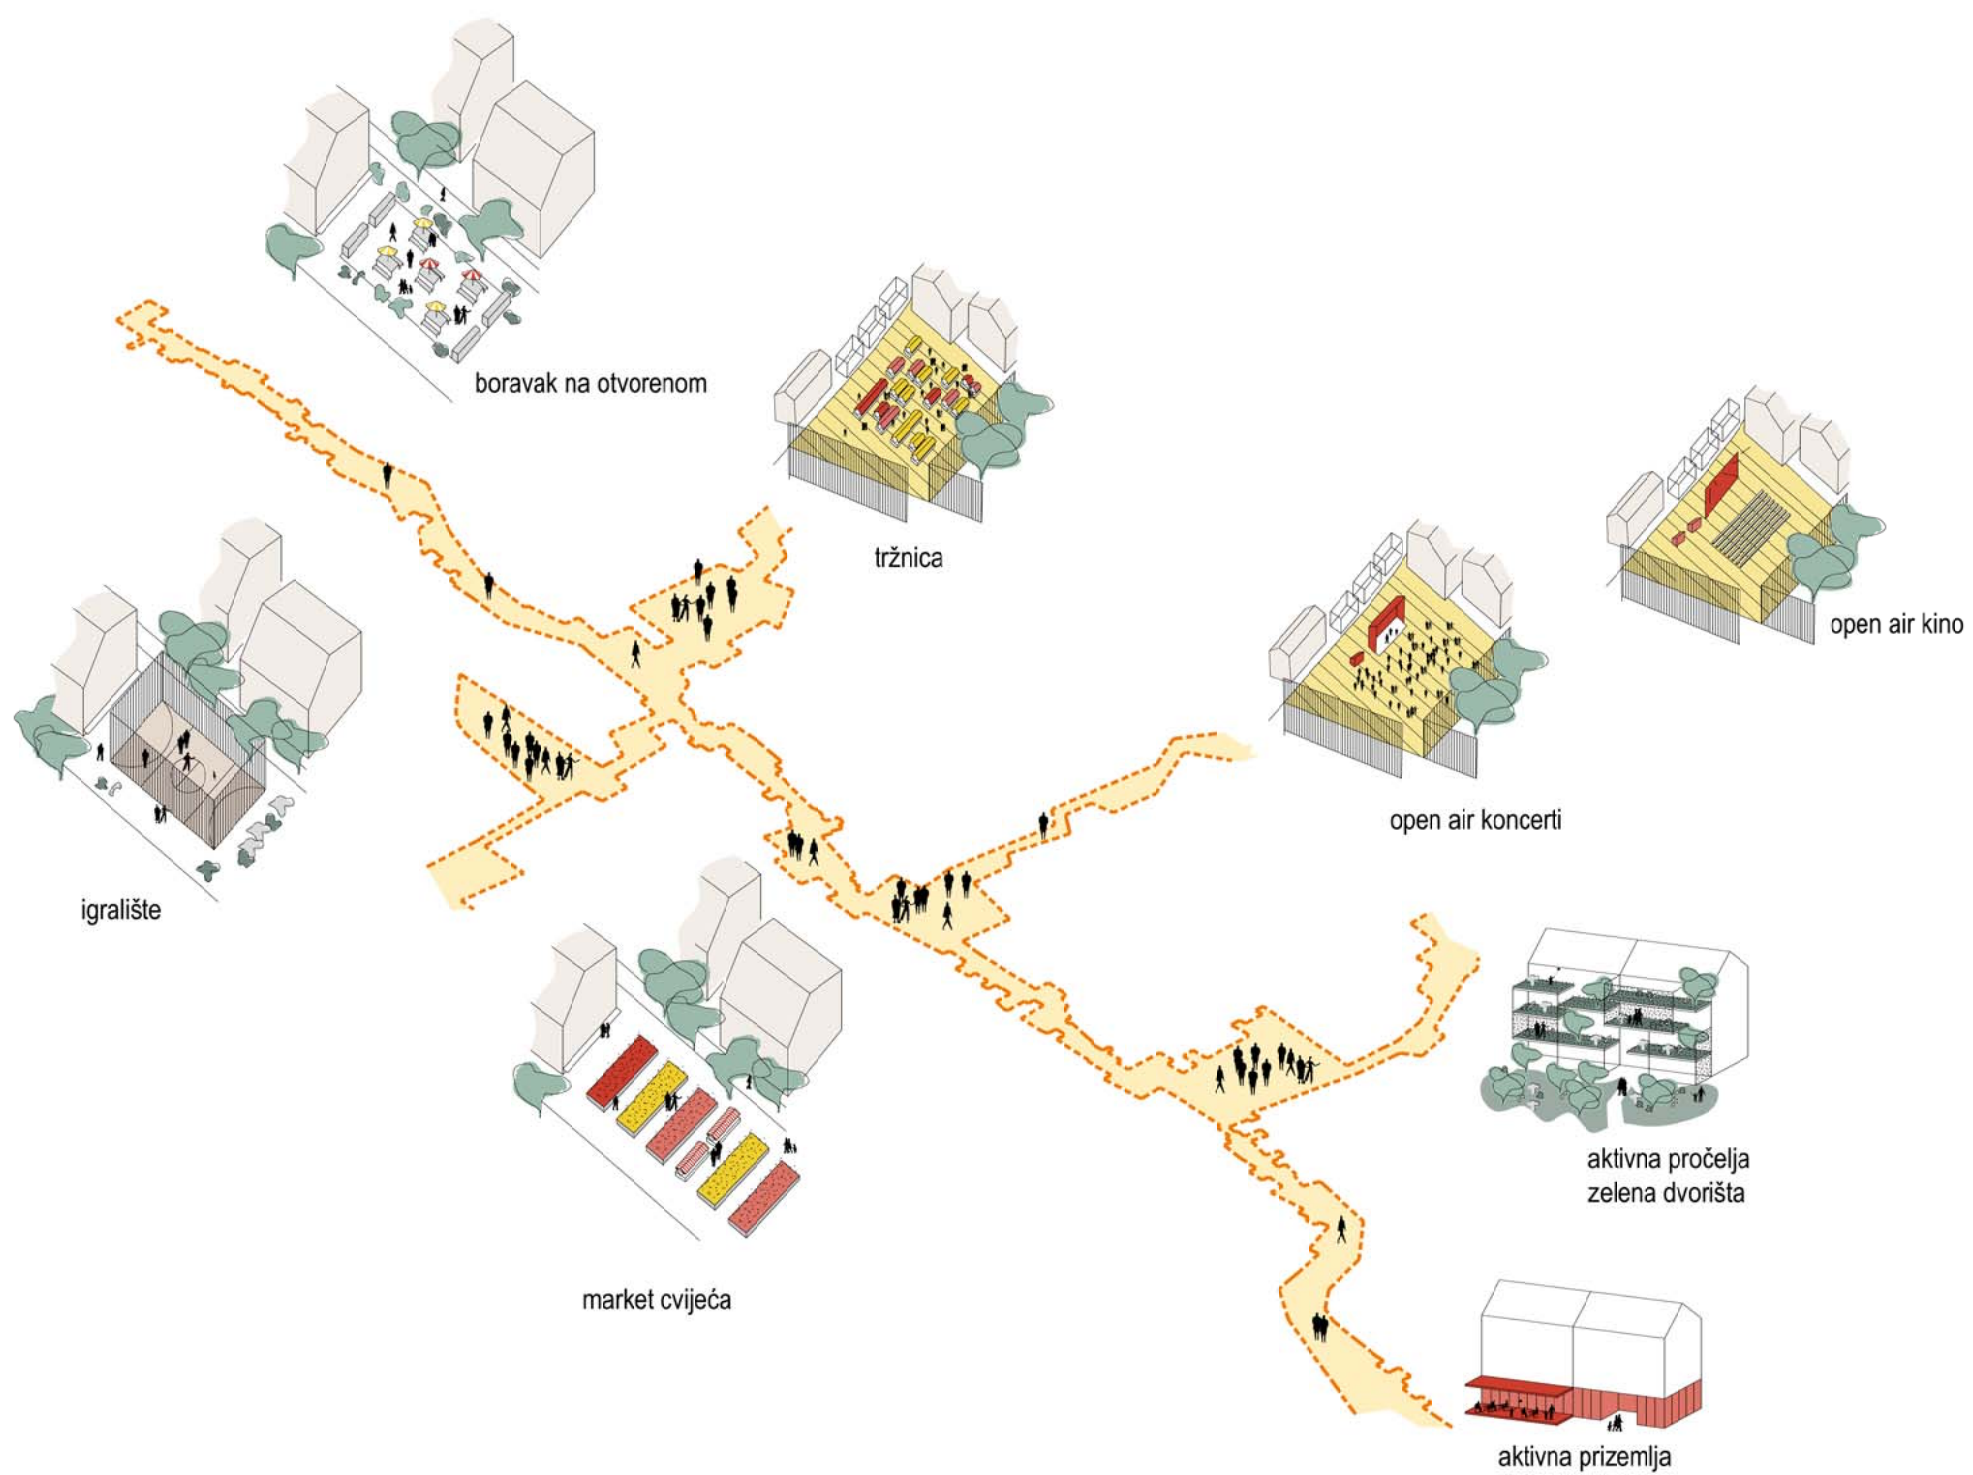 boravak na otvorenom
tržnica
open air kino
open air koncerti
igralište
aktivna pročelja
zelena dvorišta
market cvijeća
aktivna prizemlja